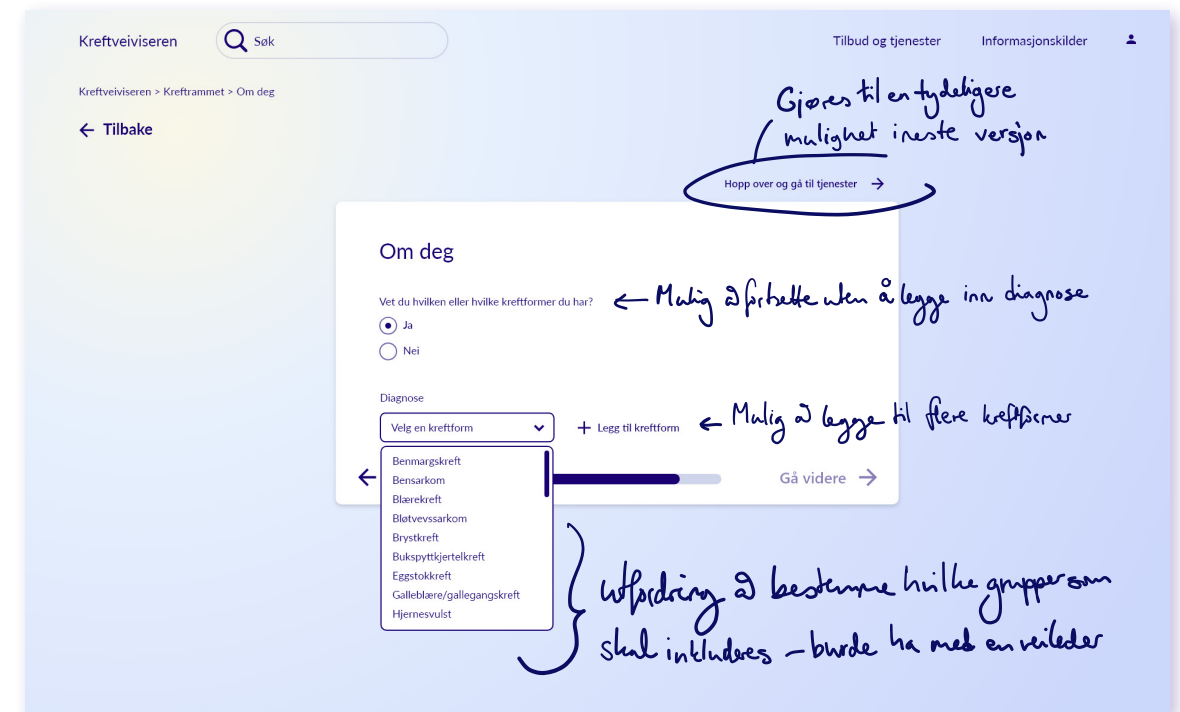 Kreftveiviseren
Søk
Tilbud og tjenester
Informasjonskilder
Kreftveiviseren > Kreftrammet > Om deg
← Tilbake
Gjøres til en tydeligere
mulighet i neste versjon
Hopp over og gå til tjenester →
Om deg
Vet du hvilken eller hvilke kreftformer du har?
← Mulig å fortsette uten å legge inn diagnose
Ja
Nei
Diagnose
Velg en kreftform
+ Legg til kreftform
← Mulig å legge til flere kreftformer
Benmargskreft
Bensarkom
Blærekreft
Bløtvevssarkom
Brystkreft
Bukspyttkjertelkreft
Eggstokkreft
Galleblære/gallegangskreft
Hjernesvulst
←
Gå videre →
utfordring å bestemme hvilke grupper som
skal inkluderes – burde ha med en veileder